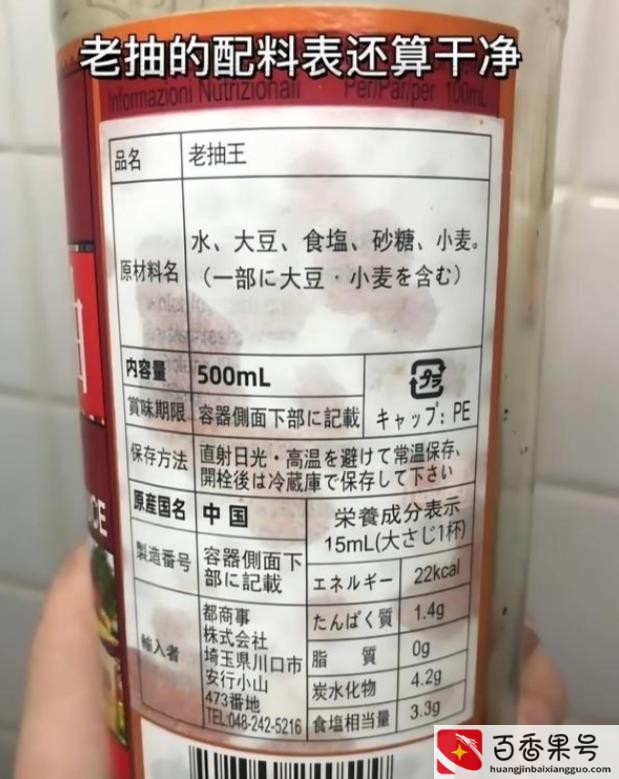 老抽的配料表还算干净
Informazioni Nutrizionali Per/Par/per 100mL
品名 老抽王
原材料名 水、大豆、食塩、砂糖、小麦。
（一部に大豆・小麦を含む）
内容量 500mL
プラ
賞味期限 容器側面下部に記載 キャップ：PE
保存方法 直射日光・高温を避けて常温保存、
開栓後は冷蔵庫で保存して下さい
原産国名 中国
栄養成分表示
15mL(大さじ1杯)
製造番号 容器側面下
部に記載
エネルギー 22kcal
たんぱく質 1.4g
脂質 0g
炭水化物 4.2g
食塩相当量 3.3g
輸入者 都商事
株式会社
埼玉県川口市
安行小山
473番地
TEL:048-242-5216
百香果号
huangjinbaixiangguo.com